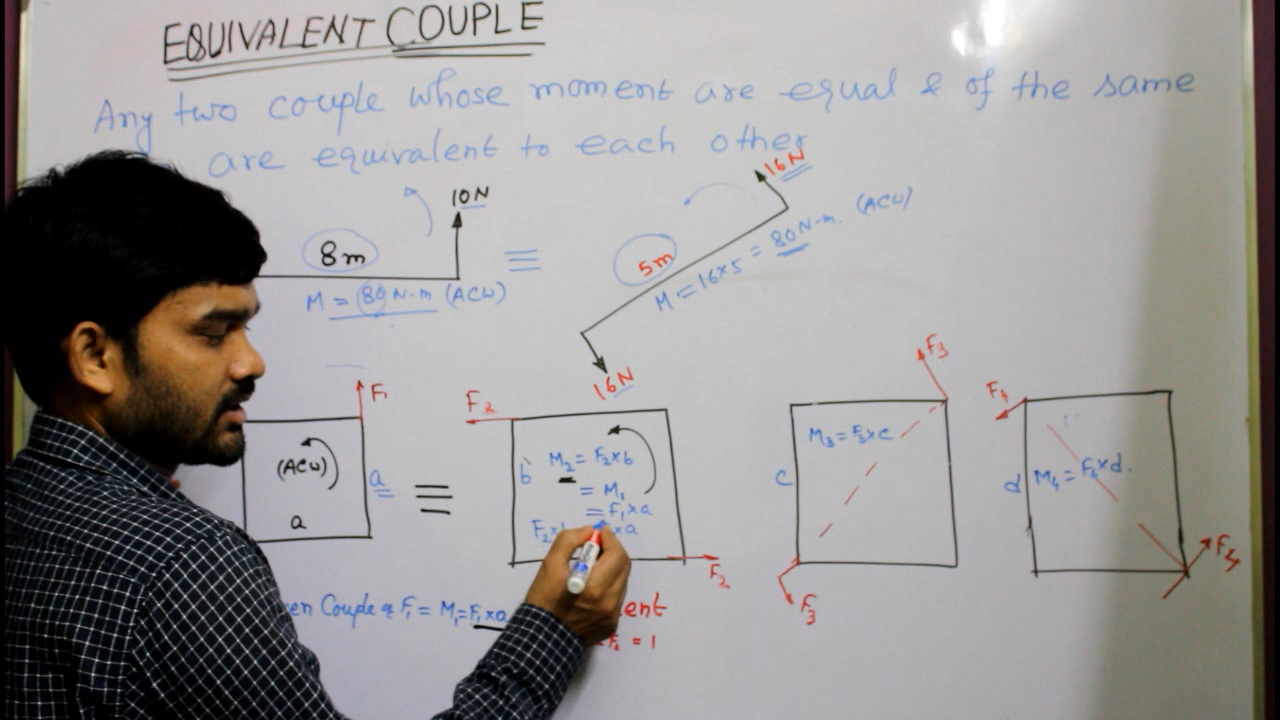 EQUIVALENT COUPLE
Any two couple whose moment are equal & of the same
are equivalent to each other
10N
8m
M = 80 N-m (ACW)
≡
16N
5m
M = 16×5 = 80 N-m. (ACW)
16N
F1
(ACW)
a
a
≡
F2
b
M2 = F2×b
= M1
= F1×a
×a
F2
F3
M3 = F3×c
c
F3
F4
d
M4 = F4×d.
F4
Couple
F1 = M1 = F1×a
= 1